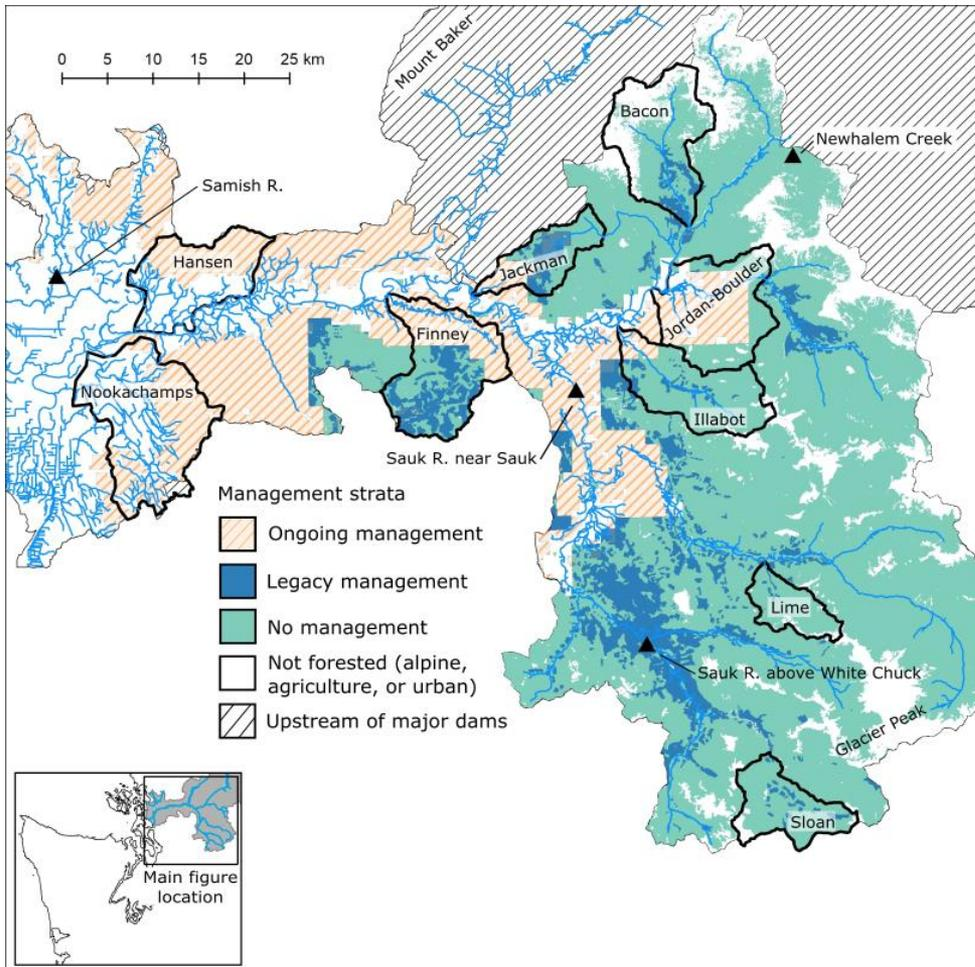 0 5 10 15 20 25 km
Mount Baker
Bacon
Newhalem Creek
Samish R.
Hansen
Jackman
Jordan-Boulder
Finney
Nookachamps
Illabot
Sauk R. near Sauk
Management strata
Ongoing management
Legacy management
No management
Not forested (alpine,
agriculture, or urban)
Upstream of major dams
Lime
Sauk R. above White Chuck
Glacier Peak
Sloan
Main figure
location